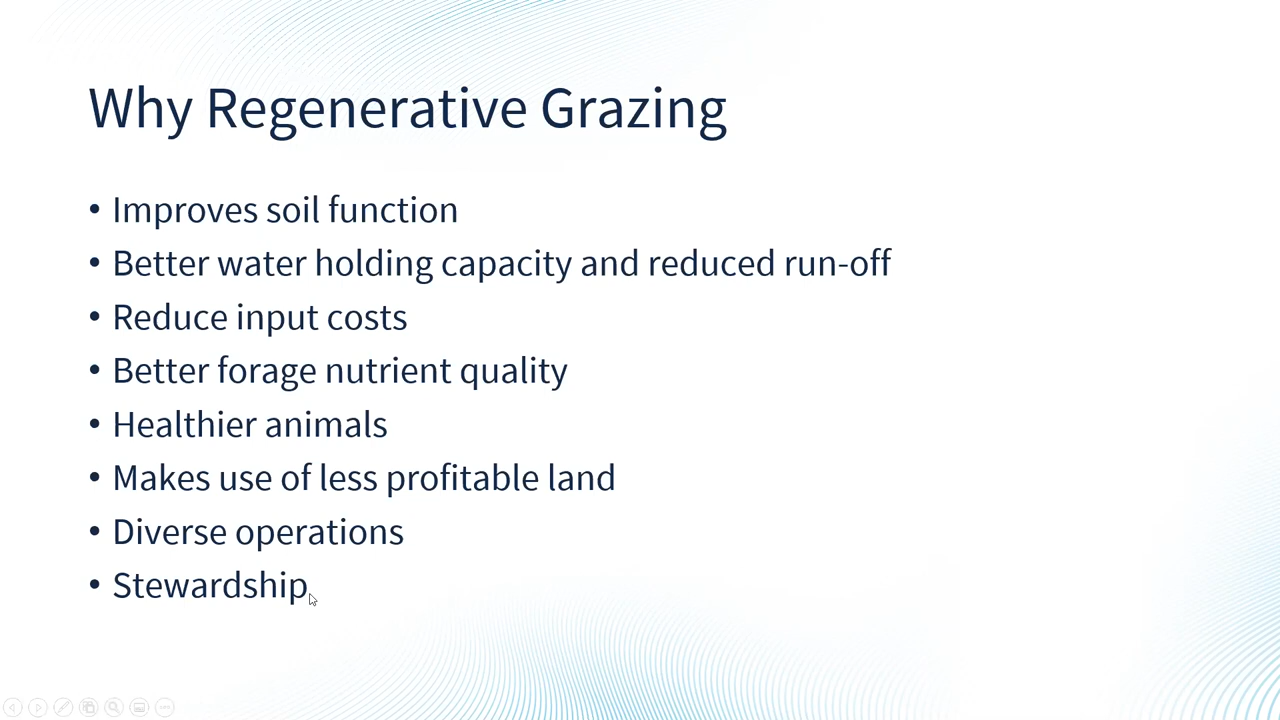 Why Regenerative Grazing
• Improves soil function
• Better water holding capacity and reduced run-off
• Reduce input costs
• Better forage nutrient quality
• Healthier animals
• Makes use of less profitable land
• Diverse operations
• Stewardship